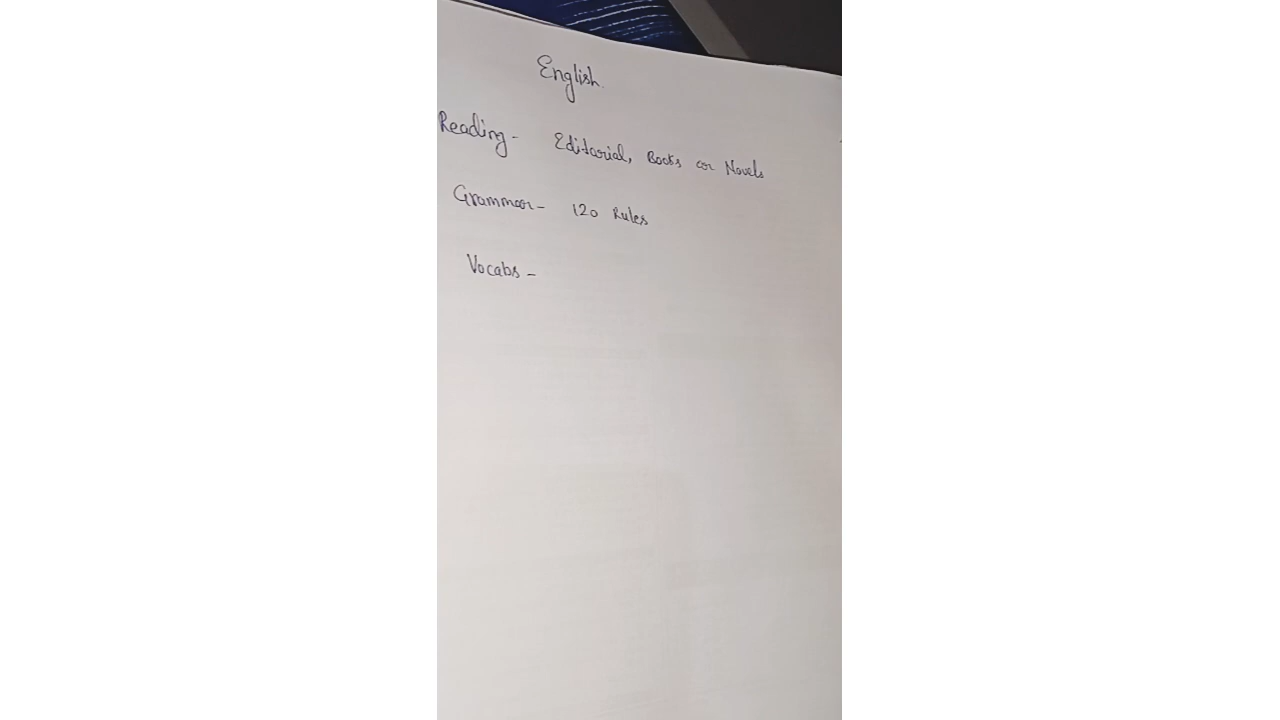 English.
Reading - Editorial, Books or Novels
Grammar - 120 Rules
Vocabs -